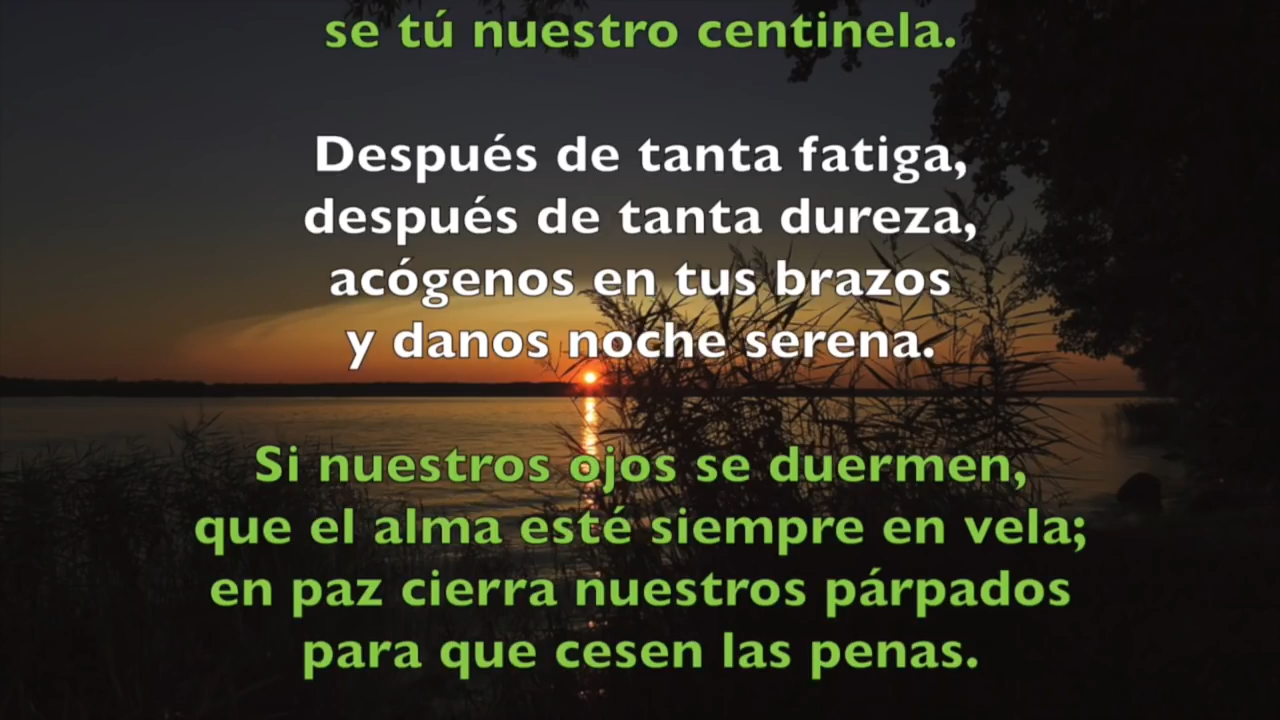 se tú nuestro centinela.
Después de tanta fatiga,
después de tanta dureza,
acógenos en tus brazos
y danos noche serena.
Si nuestros ojos se duermen,
que el alma esté siempre en vela;
en paz cierra nuestros párpados
para que cesen las penas.